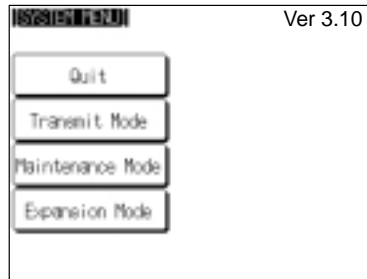 [SYSTEM MENU]
Ver 3.10
Quit
Transmit Mode
Maintenance Mode
Expansion Mode